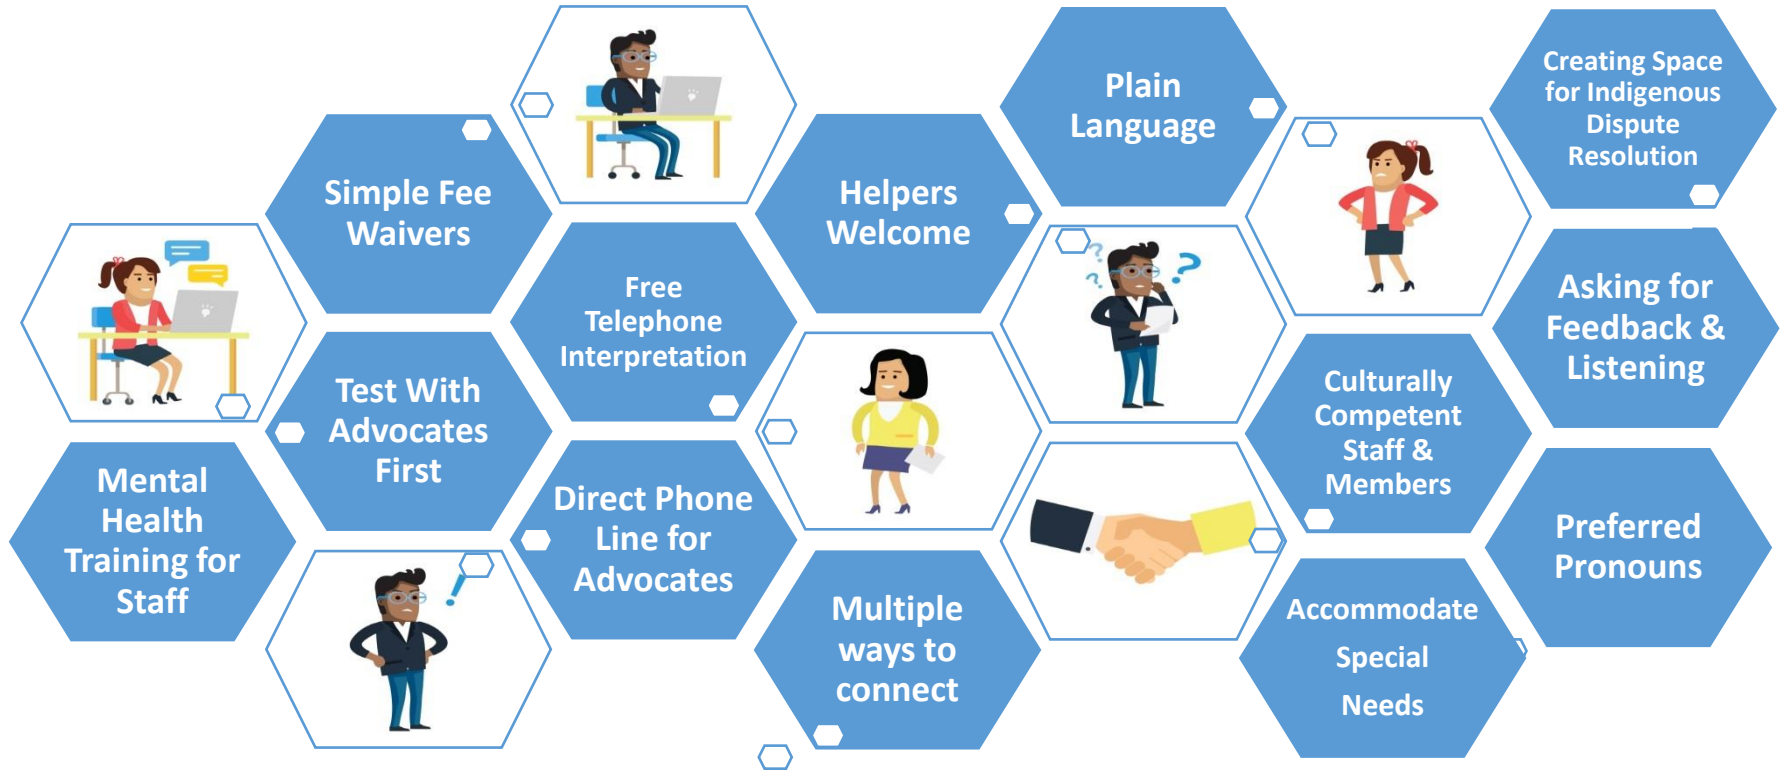 Mental
Health
Training for
Staff
Simple Fee
Waivers
Test With
Advocates
First
Free
Telephone
Interpretation
Direct Phone
Line for
Advocates
Helpers
Welcome
Multiple
ways to
connect
Plain
Language
? ? ?
!
Culturally
Competent
Staff &
Members
Accommodate
Special
Needs
Creating Space
for Indigenous
Dispute
Resolution
Asking for
Feedback &
Listening
Preferred
Pronouns